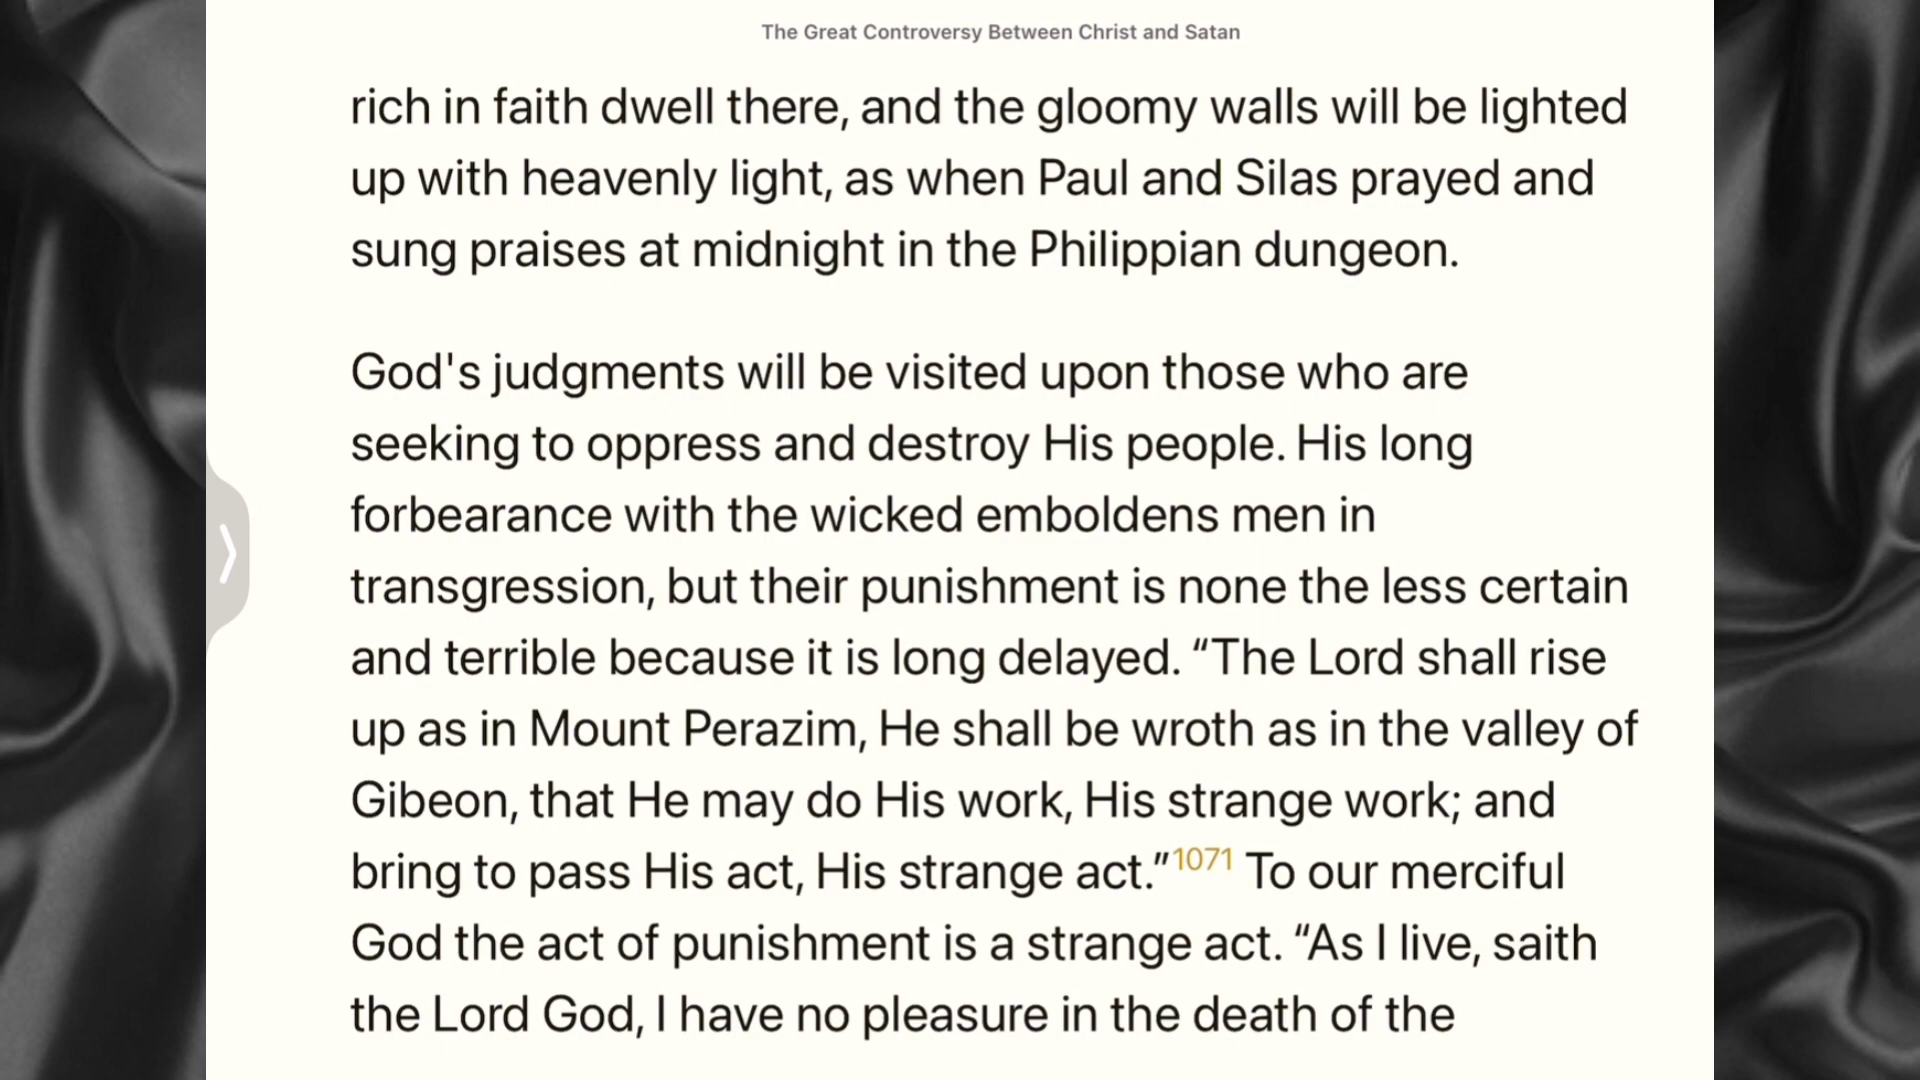 The Great Controversy Between Christ and Satan
rich in faith dwell there, and the gloomy walls will be lighted
up with heavenly light, as when Paul and Silas prayed and
sung praises at midnight in the Philippian dungeon.
God's judgments will be visited upon those who are
seeking to oppress and destroy His people. His long
forbearance with the wicked emboldens men in
transgression, but their punishment is none the less certain
and terrible because it is long delayed. “The Lord shall rise
up as in Mount Perazim, He shall be wroth as in the valley of
Gibeon, that He may do His work, His strange work; and
bring to pass His act, His strange act.”1071 To our merciful
God the act of punishment is a strange act. “As I live, saith
the Lord God, I have no pleasure in the death of the